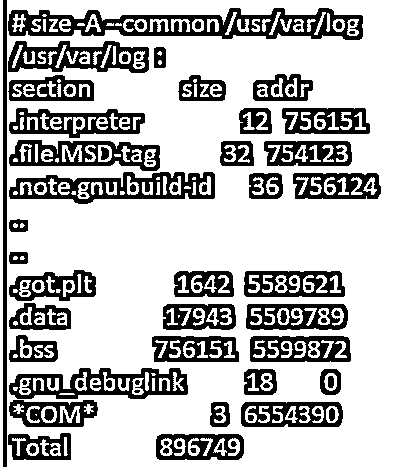 # size -A --common /usr/var/log
/usr/var/log :
section size addr
.interpreter 12 756151
.file.MSD-tag 32 754123
.note.gnu.build-id 36 756124
..
..
.got.plt 1642 5589621
.data 17943 5509789
.bss 756151 5599872
.gnu_debuglink 18 0
*COM* 3 6554390
Total 896749